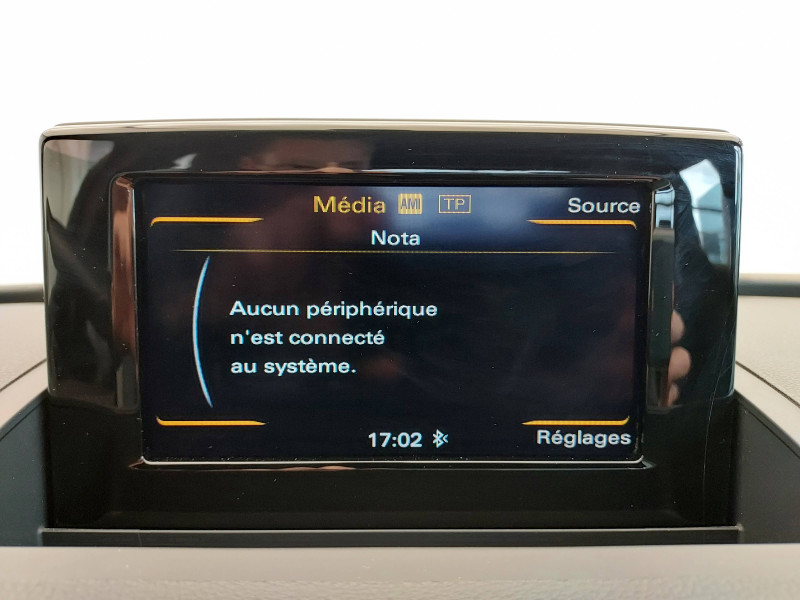 Média AMI TP Source
Nota
Aucun périphérique
n'est connecté
au système.
17:02 Réglages